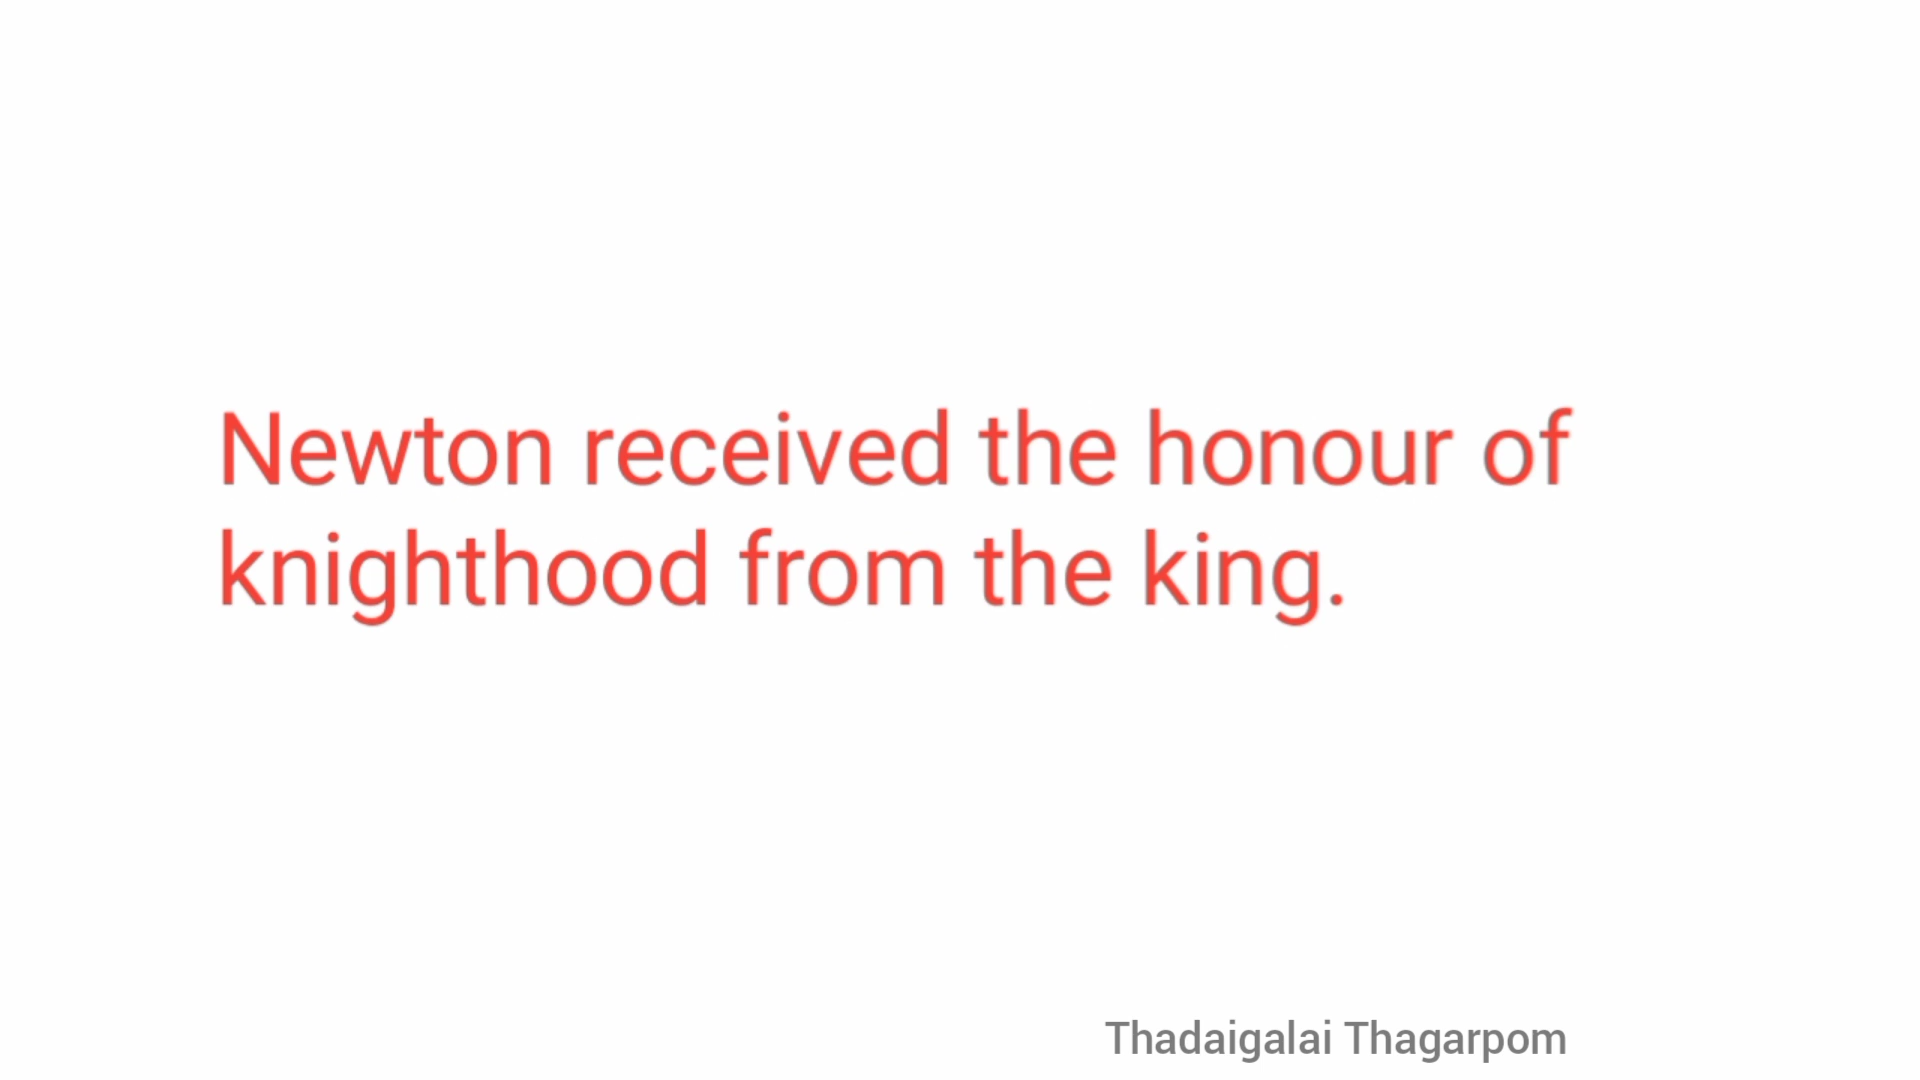 Newton received the honour of
knighthood from the king.
Thadaigalai Thagarpom